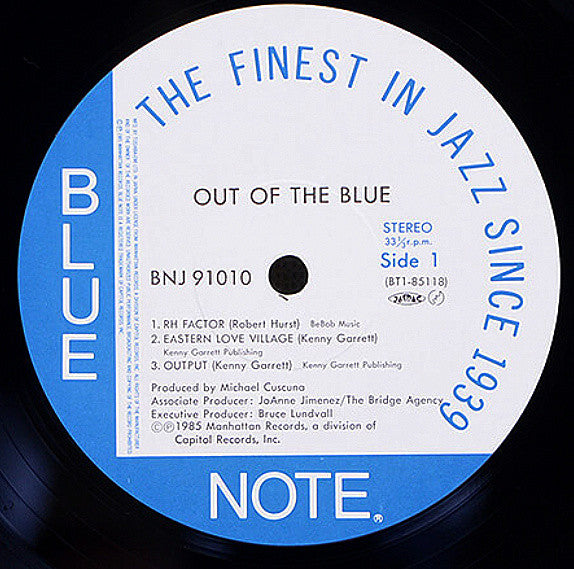 THE FINEST IN JAZZ SINCE 1939
BLUE
OUT OF THE BLUE
STEREO
33⅓r.p.m.
Side 1
BNJ 91010
(BT1-85118)
JASRAC
1. RH FACTOR (Robert Hurst) BeBob Music
2. EASTERN LOVE VILLAGE (Kenny Garrett)
Kenny Garrett Publishing
3. OUTPUT (Kenny Garrett) Kenny Garrett Publishing
Produced by Michael Cuscuna
Associate Producer: JoAnne Jimenez/The Bridge Agency
Executive Producer: Bruce Lundvall
ⒸⓅ1985 Manhattan Records, a division of
Capitol Records, Inc.
NOTE®